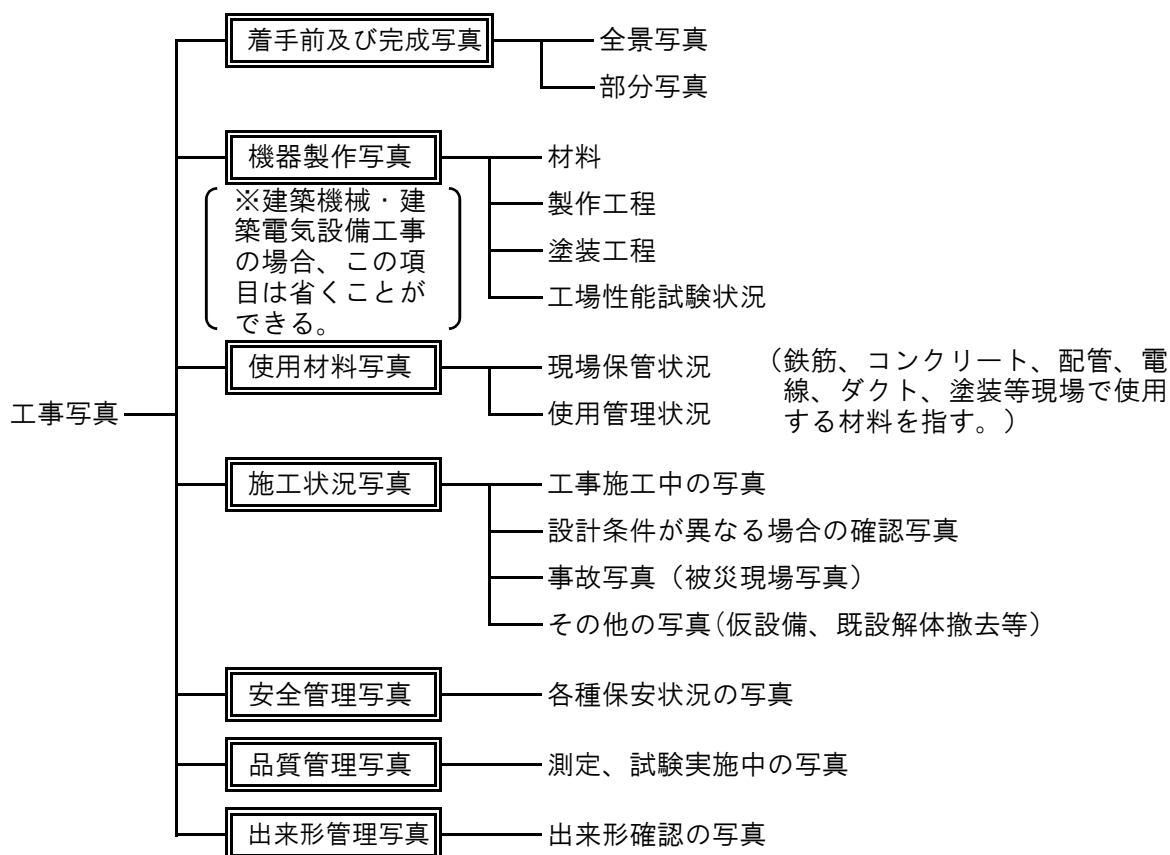 着手前及び完成写真
全景写真
部分写真
機器製作写真
材料
※建築機械・建
築電気設備工事
の場合、この項
目は省くことが
できる。
製作工程
塗装工程
工場性能試験状況
使用材料写真
現場保管状況
(鉄筋、コンクリート、配管、電
線、ダクト、塗装等現場で使用
する材料を指す。)
工事写真
使用管理状況
施工状況写真
工事施工中の写真
設計条件が異なる場合の確認写真
事故写真(被災現場写真)
その他の写真(仮設備、既設解体撤去等)
安全管理写真
各種保安状況の写真
品質管理写真
測定、試験実施中の写真
出来形管理写真
出来形確認の写真